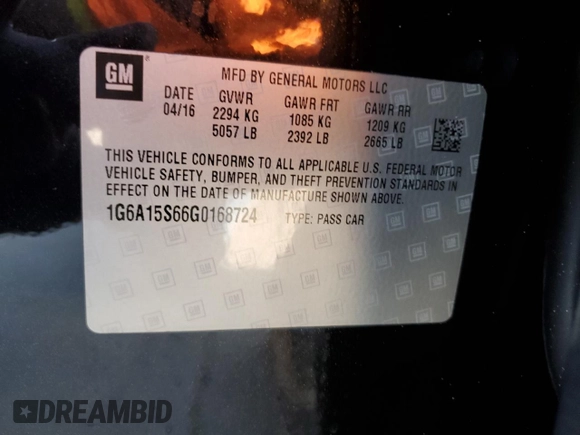 GM
MFD BY GENERAL MOTORS LLC
DATE GVWR GAWR FRT GAWR RR
04/16 2294 KG 1085 KG 1209 KG
5057 LB 2392 LB 2665 LB
THIS VEHICLE CONFORMS TO ALL APPLICABLE U.S. FEDERAL MOTOR
VEHICLE SAFETY, BUMPER, AND THEFT PREVENTION STANDARDS IN
EFFECT ON THE DATE OF MANUFACTURE SHOWN ABOVE.
1G6A15S66G0168724 TYPE: PASS CAR
DREAMBID